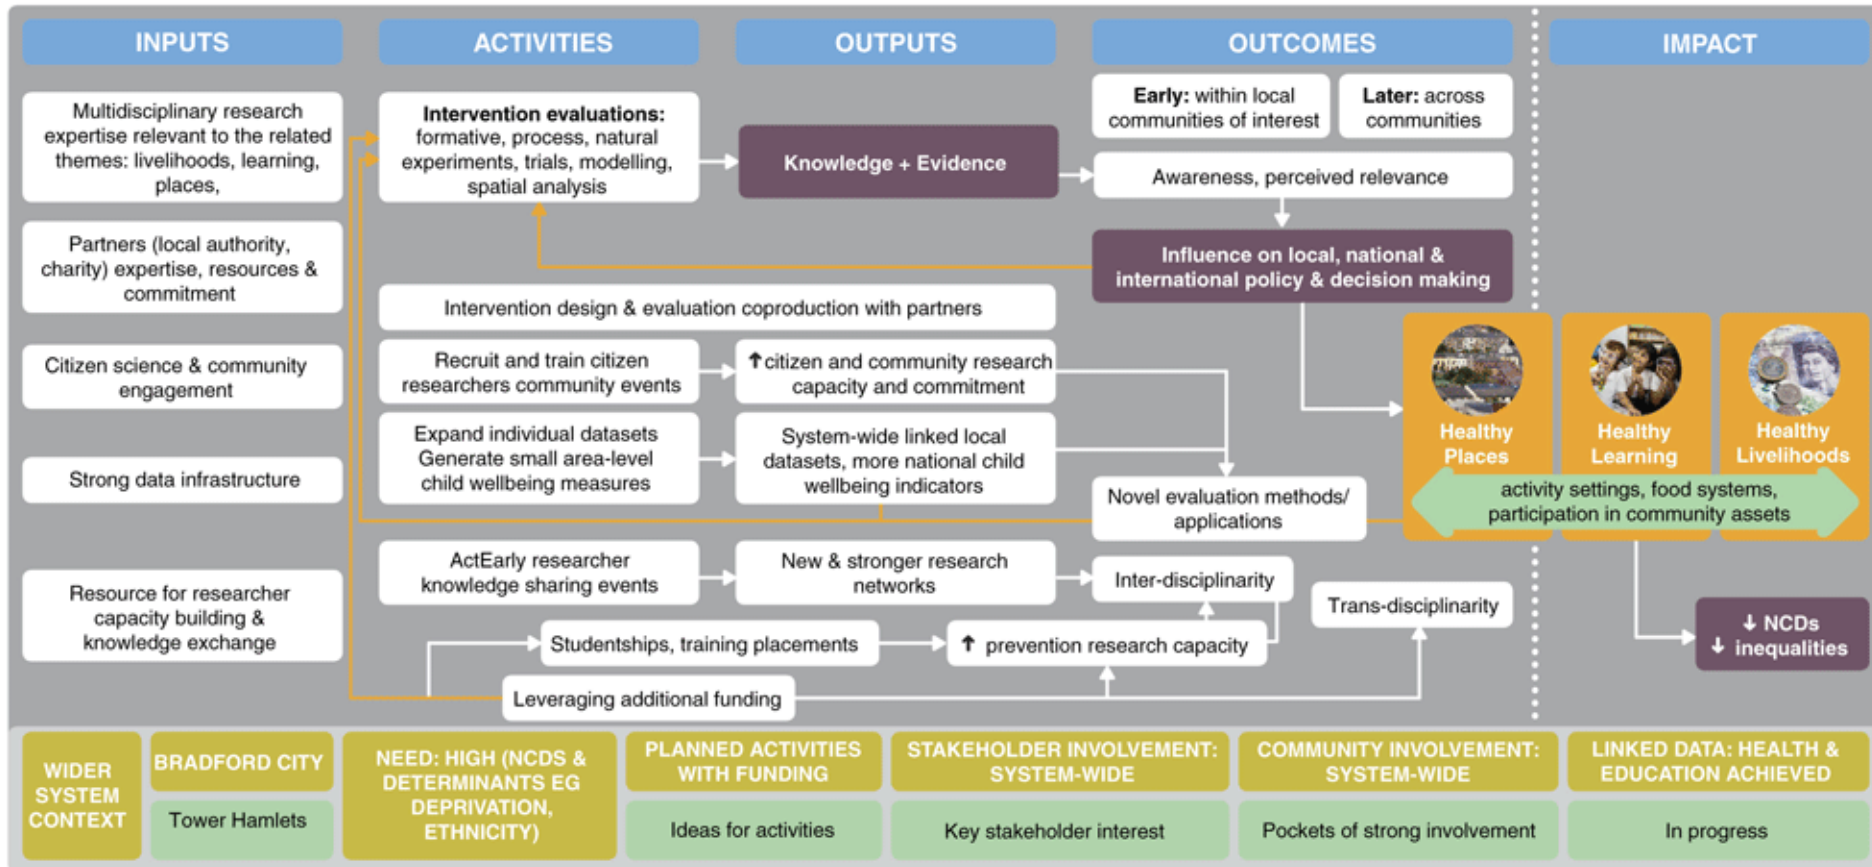 INPUTS
ACTIVITIES
OUTPUTS
OUTCOMES
IMPACT
Multidisciplinary research
expertise relevant to the related
themes: livelihoods, learning,
places,
Partners (local authority,
charity) expertise, resources &
commitment
Citizen science & community
engagement
Strong data infrastructure
Resource for researcher
capacity building &
knowledge exchange
Intervention evaluations:
formative, process, natural
experiments, trials, modelling,
spatial analysis
Knowledge + Evidence
Early: within local
communities of interest
Later: across
communities
Awareness, perceived relevance
Influence on local, national &
international policy & decision making
Intervention design & evaluation coproduction with partners
Recruit and train citizen
researchers community events
↑ citizen and community research
capacity and commitment
Expand individual datasets
Generate small area-level
child wellbeing measures
System-wide linked local
datasets, more national child
wellbeing indicators
Novel evaluation methods/
applications
ActEarly researcher
knowledge sharing events
New & stronger research
networks
Inter-disciplinarity
Trans-disciplinarity
Studentships, training placements
↑ prevention research capacity
Leveraging additional funding
Healthy
Places
Healthy
Learning
Healthy
Livelihoods
activity settings, food systems,
participation in community assets
↓ NCDs
↓ inequalities
WIDER
SYSTEM
CONTEXT
BRADFORD CITY
Tower Hamlets
NEED: HIGH (NCDS &
DETERMINANTS EG
DEPRIVATION,
ETHNICITY)
PLANNED ACTIVITIES
WITH FUNDING
Ideas for activities
STAKEHOLDER INVOLVEMENT:
SYSTEM-WIDE
Key stakeholder interest
COMMUNITY INVOLVEMENT:
SYSTEM-WIDE
Pockets of strong involvement
LINKED DATA: HEALTH &
EDUCATION ACHIEVED
In progress